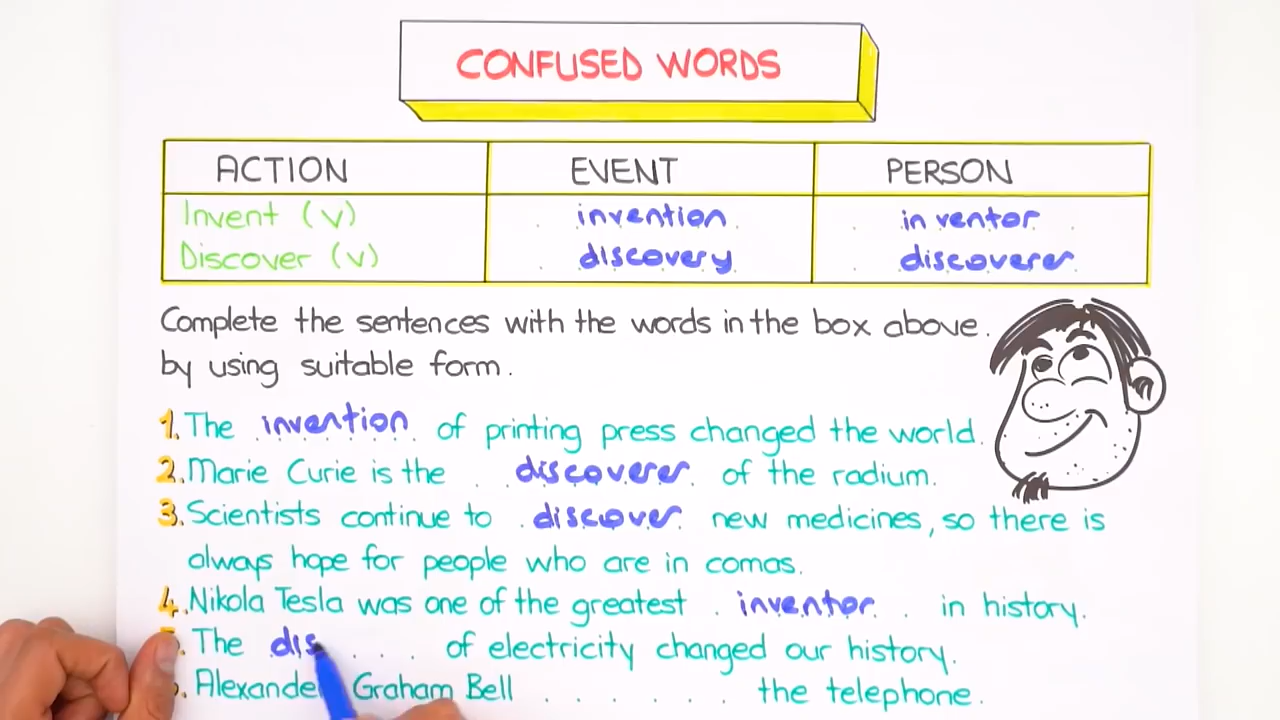 CONFUSED WORDS
ACTION EVENT PERSON
Invent (v) invention inventor
Discover (v) discovery discoverer
Complete the sentences with the words in the box above.
by using suitable form.
1. The invention of printing press changed the world.
2. Marie Curie is the discoverer of the radium.
3. Scientists continue to discover new medicines, so there is
always hope for people who are in comas.
4. Nikola Tesla was one of the greatest inventor in history.
The dis . . . of electricity changed our history.
Graham Bell . . . . . . the telephone.